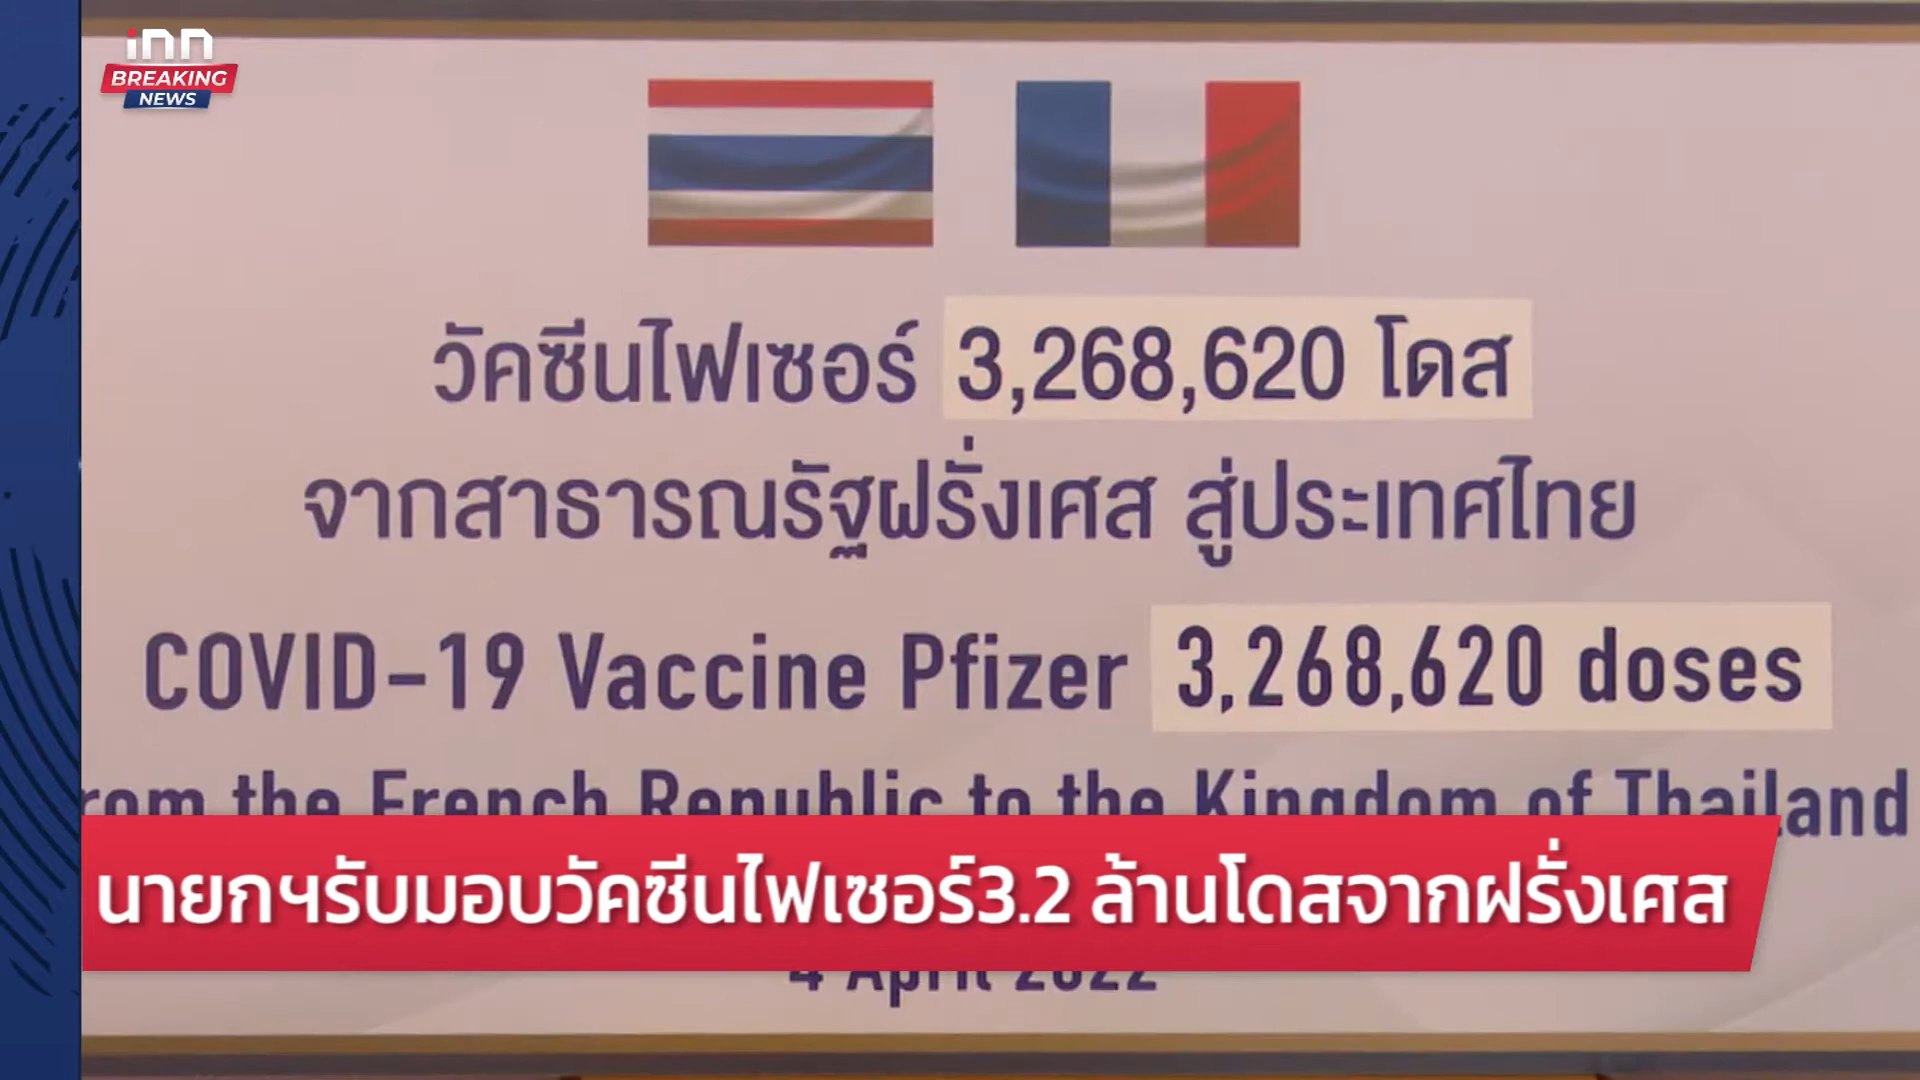 inn
BREAKING
NEWS
วัคซีนไฟเซอร์ 3,268,620 โดส
จากสาธารณรัฐฝรั่งเศส สู่ประเทศไทย
COVID-19 Vaccine Pfizer 3,268,620 doses
from the French Republic to the Kingdom of Thailand
นายกฯรับมอบวัคซีนไฟเซอร์3.2 ล้านโดสจากฝรั่งเศส
4 April 2022